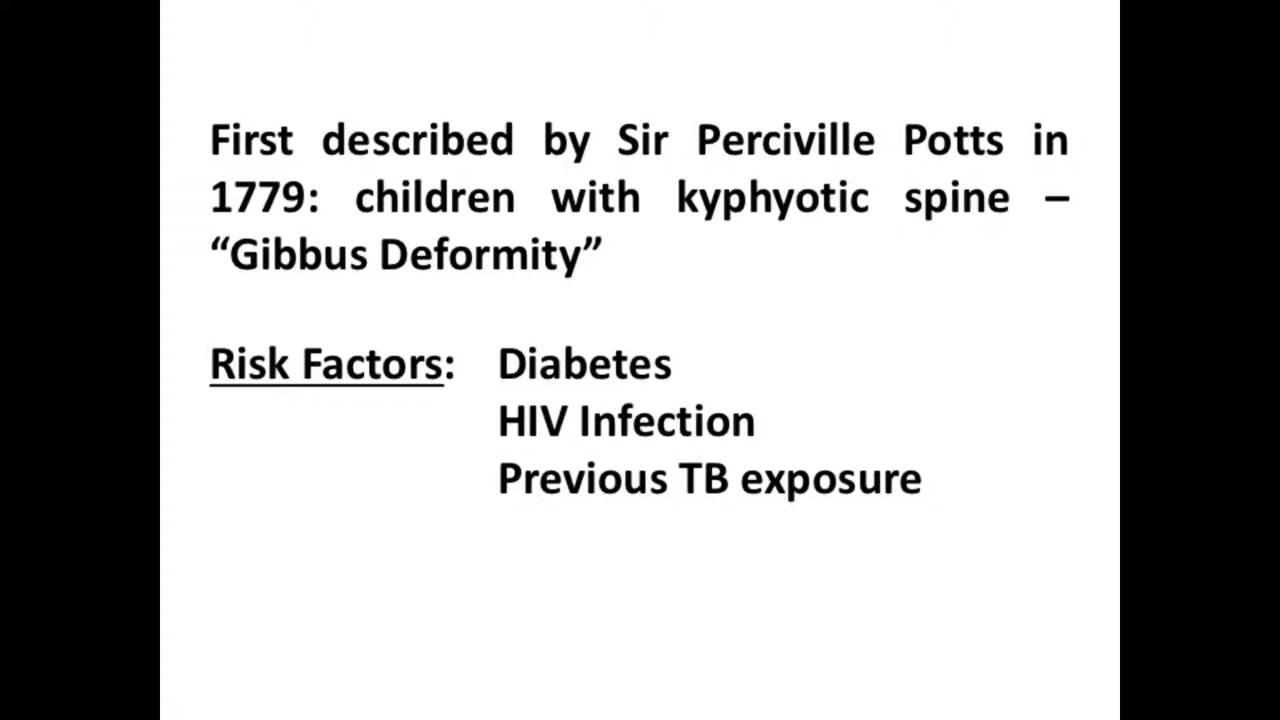 First described by Sir Perciville Potts in
1779: children with kyphyotic spine –
“Gibbus Deformity”
Risk Factors: Diabetes
HIV Infection
Previous TB exposure